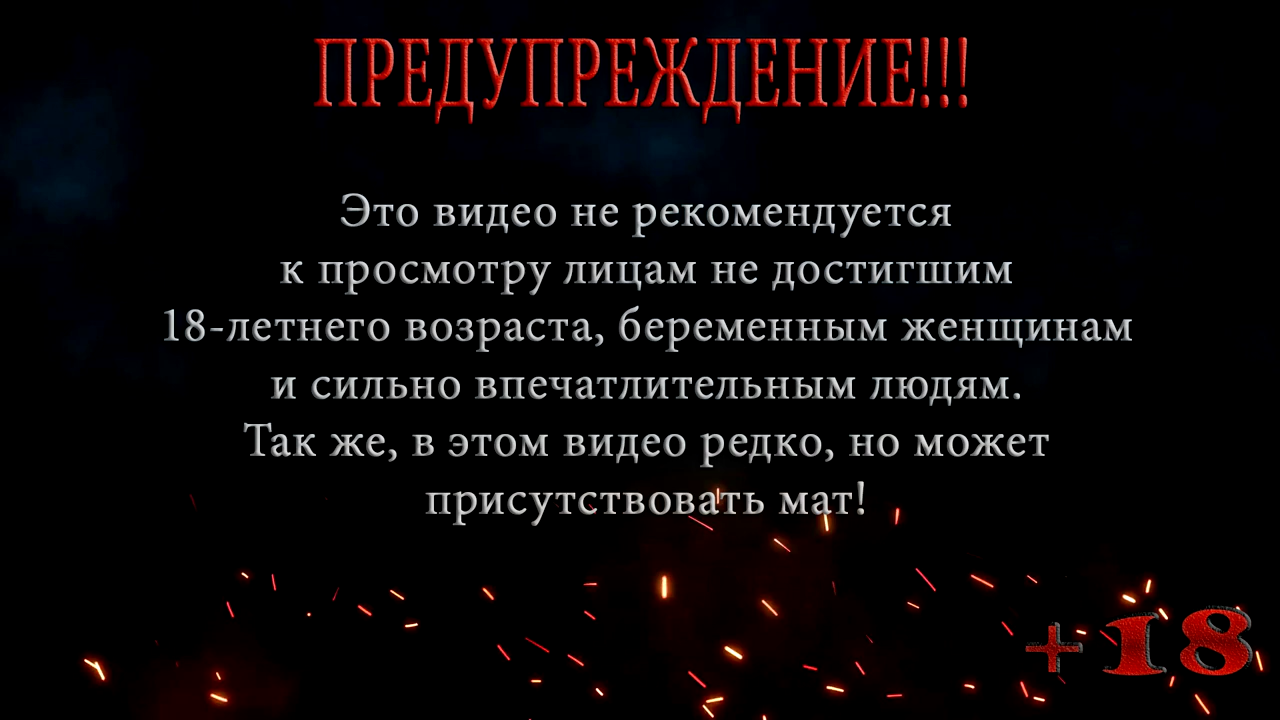 ПРЕДУПРЕЖДЕНИЕ!!!
Это видео не рекомендуется
к просмотру лицам не достигшим
18-летнего возраста, беременным женщинам
и сильно впечатлительным людям.
Так же, в этом видео редко, но может
присутствовать мат!
+18